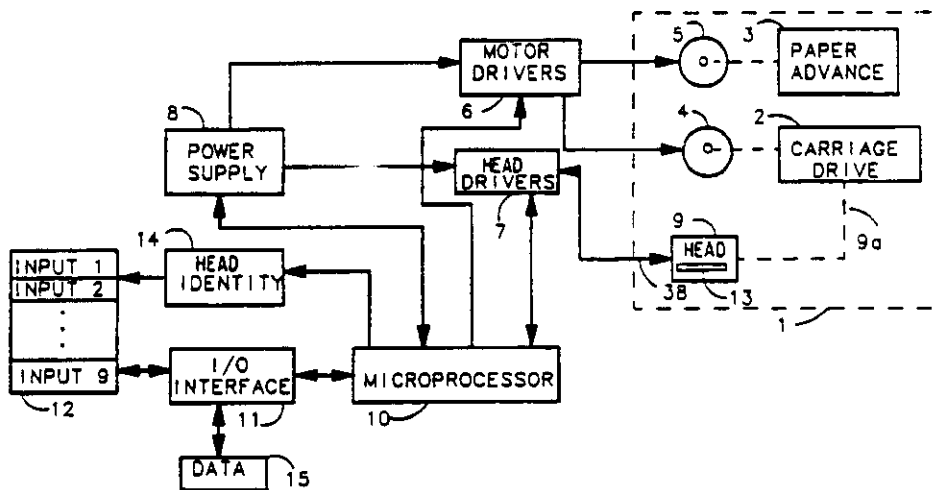 5
3
MOTOR
DRIVERS
PAPER
ADVANCE
6
8
4
2
POWER
SUPPLY
HEAD
DRIVERS
CARRIAGE
DRIVE
7
14
9
9a
INPUT 1
HEAD
IDENTITY
HEAD
INPUT 2
38
13
1
I/O
INTERFACE
MICROPROCESSOR
INPUT 9
12
11
10
DATA
15